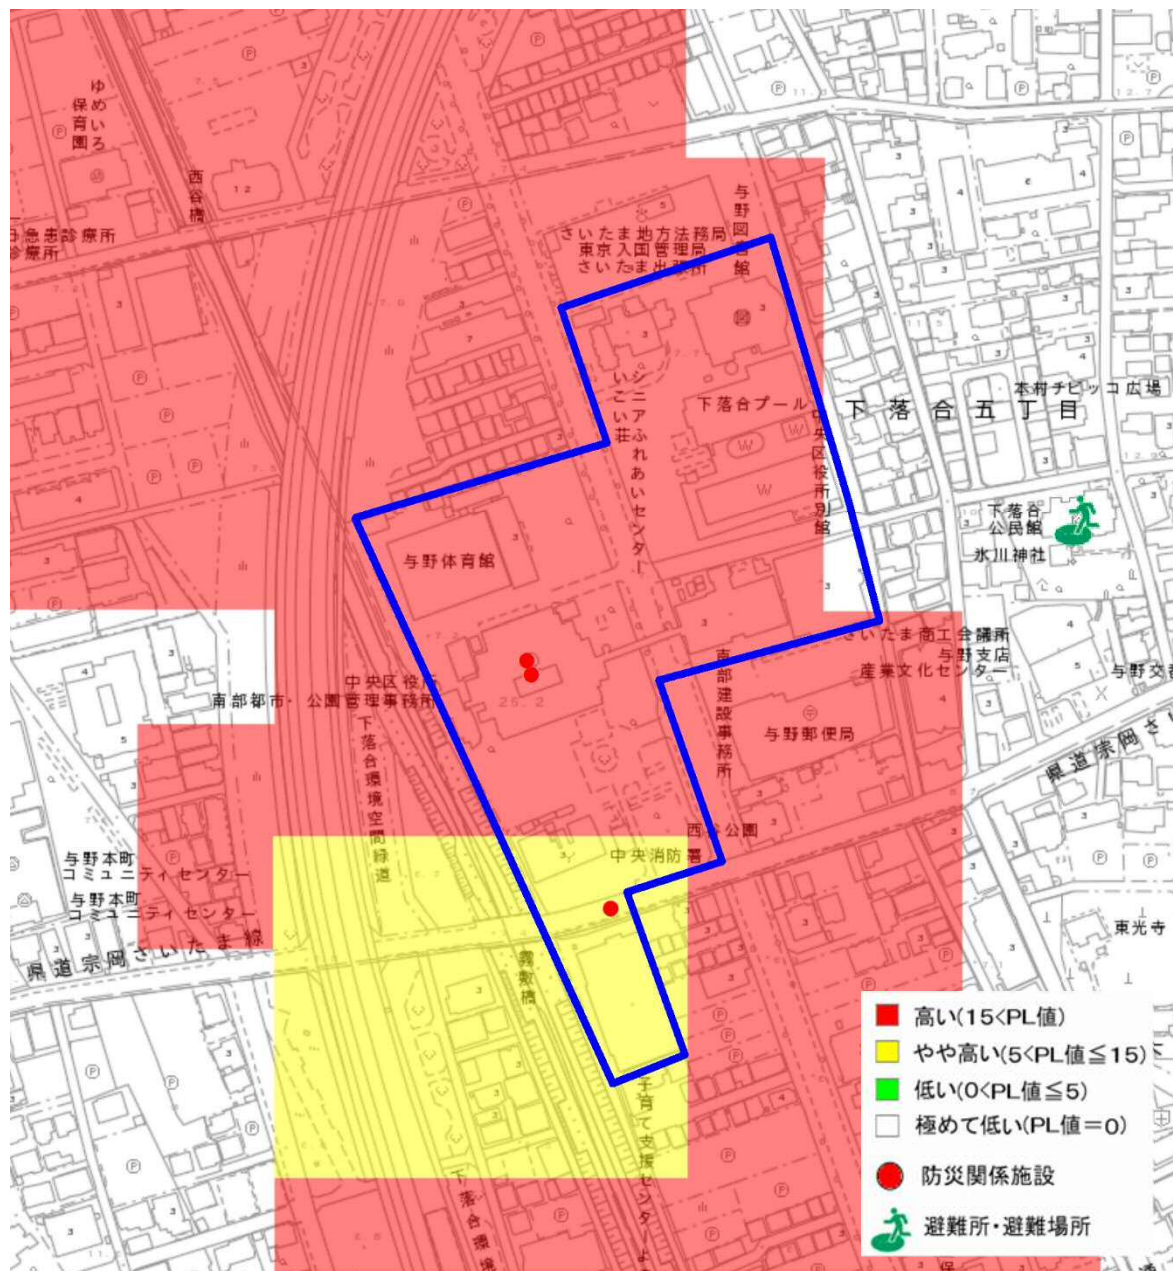 ゆめいろ
保育園
西谷橋
与野図書館
さいたま地方法務局
東京入国管理局
さいたま出張所
日急患診療所
診療所
シニアふれあいセンター
いこい荘
下落合プール
中央区役所別館
本村チビッコ広場
下落合五丁目
与野体育館
下落合
公民館
氷川神社
さいたま商工会議所
与野支店
産業文化センター
与野交番
中央区役所
南部都市・公園管理事務所
26.2
南部建設事務所
与野郵便局
県道宗岡さい
下落合環境空間緑道
西谷公園
中央消防署
与野本町
コミュニティセンター
与野本町
コミュニティセンター
県道宗岡さいたま線
霧敷橋
東光寺
子育て支援センターよ
下落合環境
高い(15<PL値)
やや高い(5<PL値≦15)
低い(0<PL値≦5)
極めて低い(PL値=0)
防災関係施設
避難所・避難場所